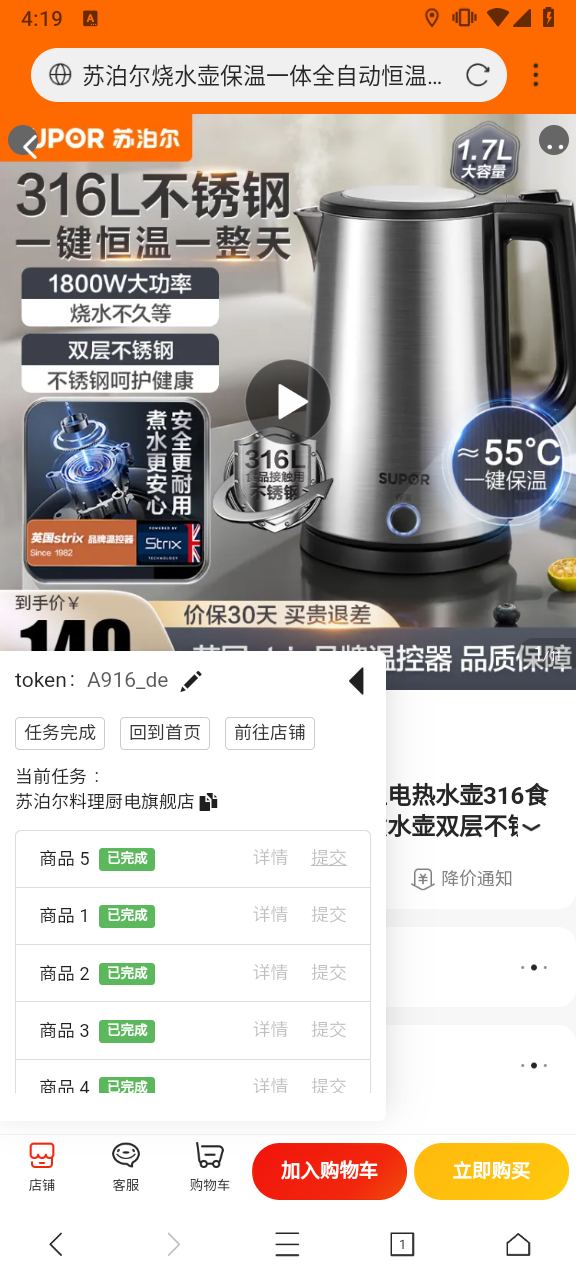 4:19
A
苏泊尔烧水壶保温一体全自动恒温...
SUPOR 苏泊尔
1.7L
大容量
316L不锈钢
一键恒温一整天
1800W大功率
烧水不久等
双层不锈钢
不锈钢呵护健康
安全更耐用
煮水更安心
英国strix 品牌温控器
Since 1982
POWERED BY
Strix
TECHNOLOGY
316L
食品接触用
不锈钢
SUPOR
≈55°C
一键保温
到手价¥
149
价保30天 买贵退差
英国strix品牌温控器 品质保障
token：A916_de
任务完成
回到首页
前往店铺
当前任务：
苏泊尔料理厨电旗舰店
电热水壶316食
水壶双层不锈
降价通知
商品 5 已完成 详情 提交
商品 1 已完成 详情 提交
商品 2 已完成 详情 提交
商品 3 已完成 详情 提交
商品 4 已完成 详情 提交
店铺
客服
购物车
加入购物车
立即购买
1